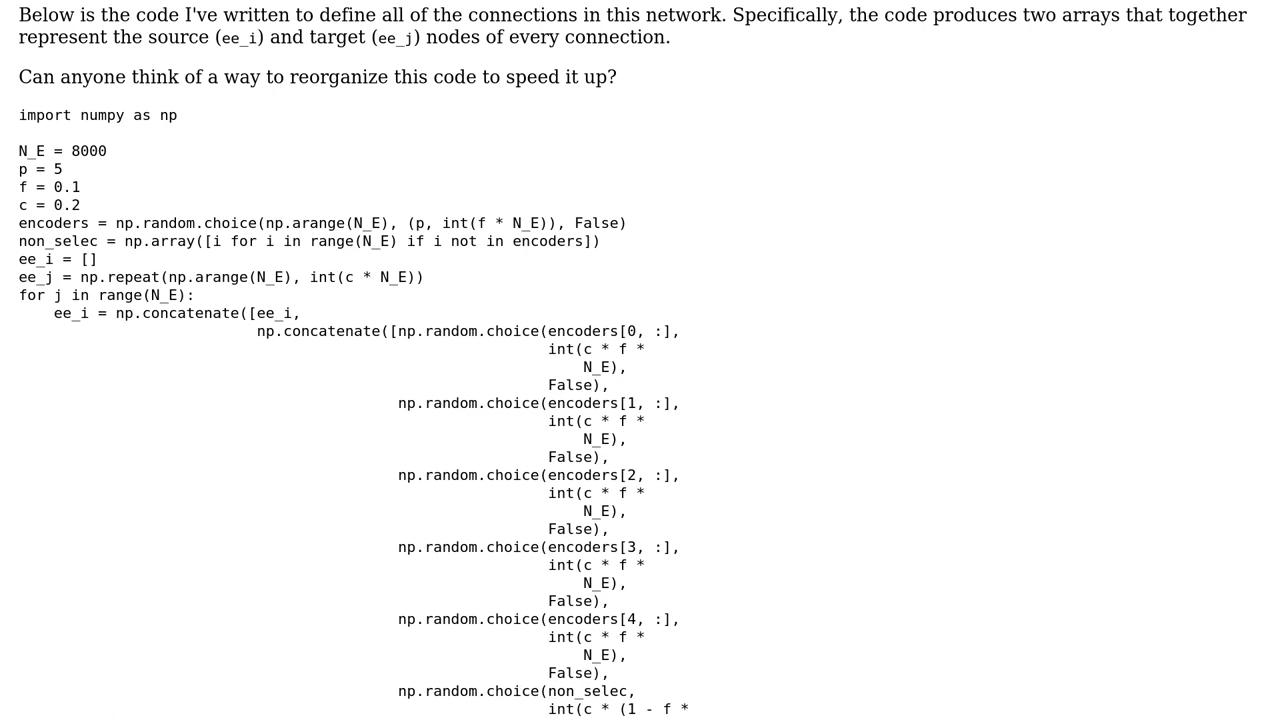 Below is the code I've written to define all of the connections in this network. Specifically, the code produces two arrays that together
represent the source (ee_i) and target (ee_j) nodes of every connection.
Can anyone think of a way to reorganize this code to speed it up?
import numpy as np
N_E = 8000
p = 5
f = 0.1
c = 0.2
encoders = np.random.choice(np.arange(N_E), (p, int(f * N_E)), False)
non_selec = np.array([i for i in range(N_E) if i not in encoders])
ee_i = []
ee_j = np.repeat(np.arange(N_E), int(c * N_E))
for j in range(N_E):
    ee_i = np.concatenate([ee_i,
                           np.concatenate([np.random.choice(encoders[0, :],
                                                            int(c * f *
                                                                N_E),
                                                            False),
                                           np.random.choice(encoders[1, :],
                                                            int(c * f *
                                                                N_E),
                                                            False),
                                           np.random.choice(encoders[2, :],
                                                            int(c * f *
                                                                N_E),
                                                            False),
                                           np.random.choice(encoders[3, :],
                                                            int(c * f *
                                                                N_E),
                                                            False),
                                           np.random.choice(encoders[4, :],
                                                            int(c * f *
                                                                N_E),
                                                            False),
                                           np.random.choice(non_selec,
                                                            int(c * (1 - f *